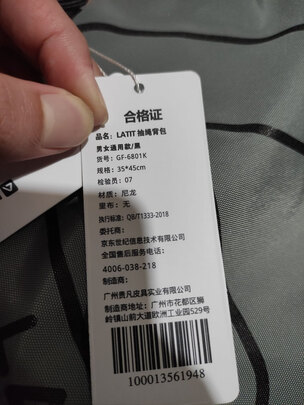 合格证
品名: LATIT 抽绳背包
男女通用款/黑
货号: GF-6801K
规格: 35*45cm
检验员: 07
材质: 尼龙
里布: 无
执行标准: QB/T1333-2018
委托商:
京东世纪信息技术有限公司
全国售后服务电话:
4006-038-218
制造商:
广州贵凡皮具实业有限公司
制造商地址: 广州市花都区狮
岭镇山前大道欧洲工业园529号
100013561948